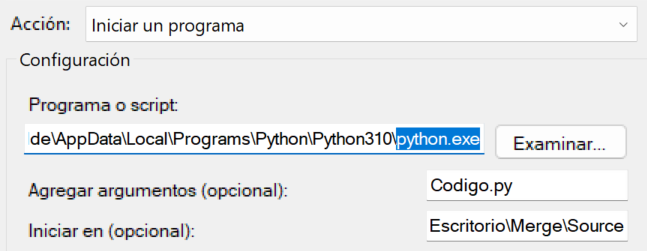 Acción: Iniciar un programa
Configuración
Programa o script:
de\AppData\Local\Programs\Python\Python310\python.exe Examinar...
Agregar argumentos (opcional): Codigo.py
Iniciar en (opcional): Escritorio\Merge\Source